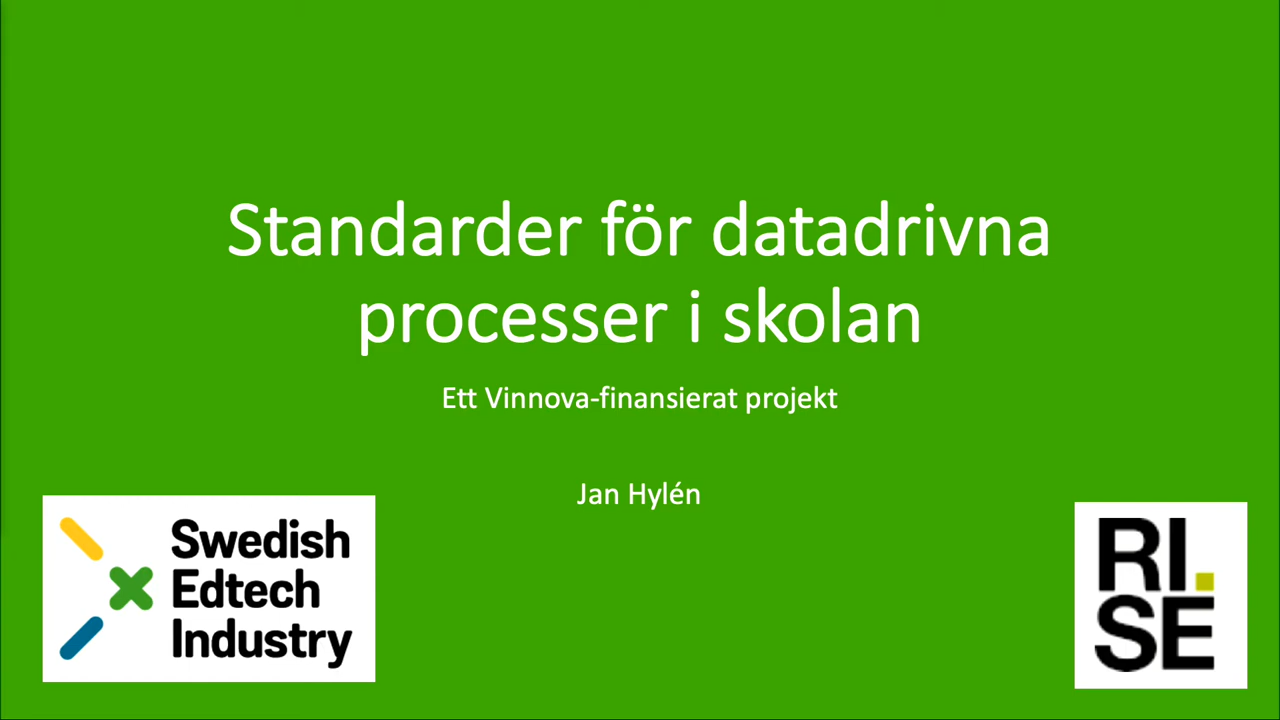 Standarder för datadrivna
processer i skolan
Ett Vinnova-finansierat projekt
Jan Hylén
Swedish
Edtech
Industry
RI.
SE